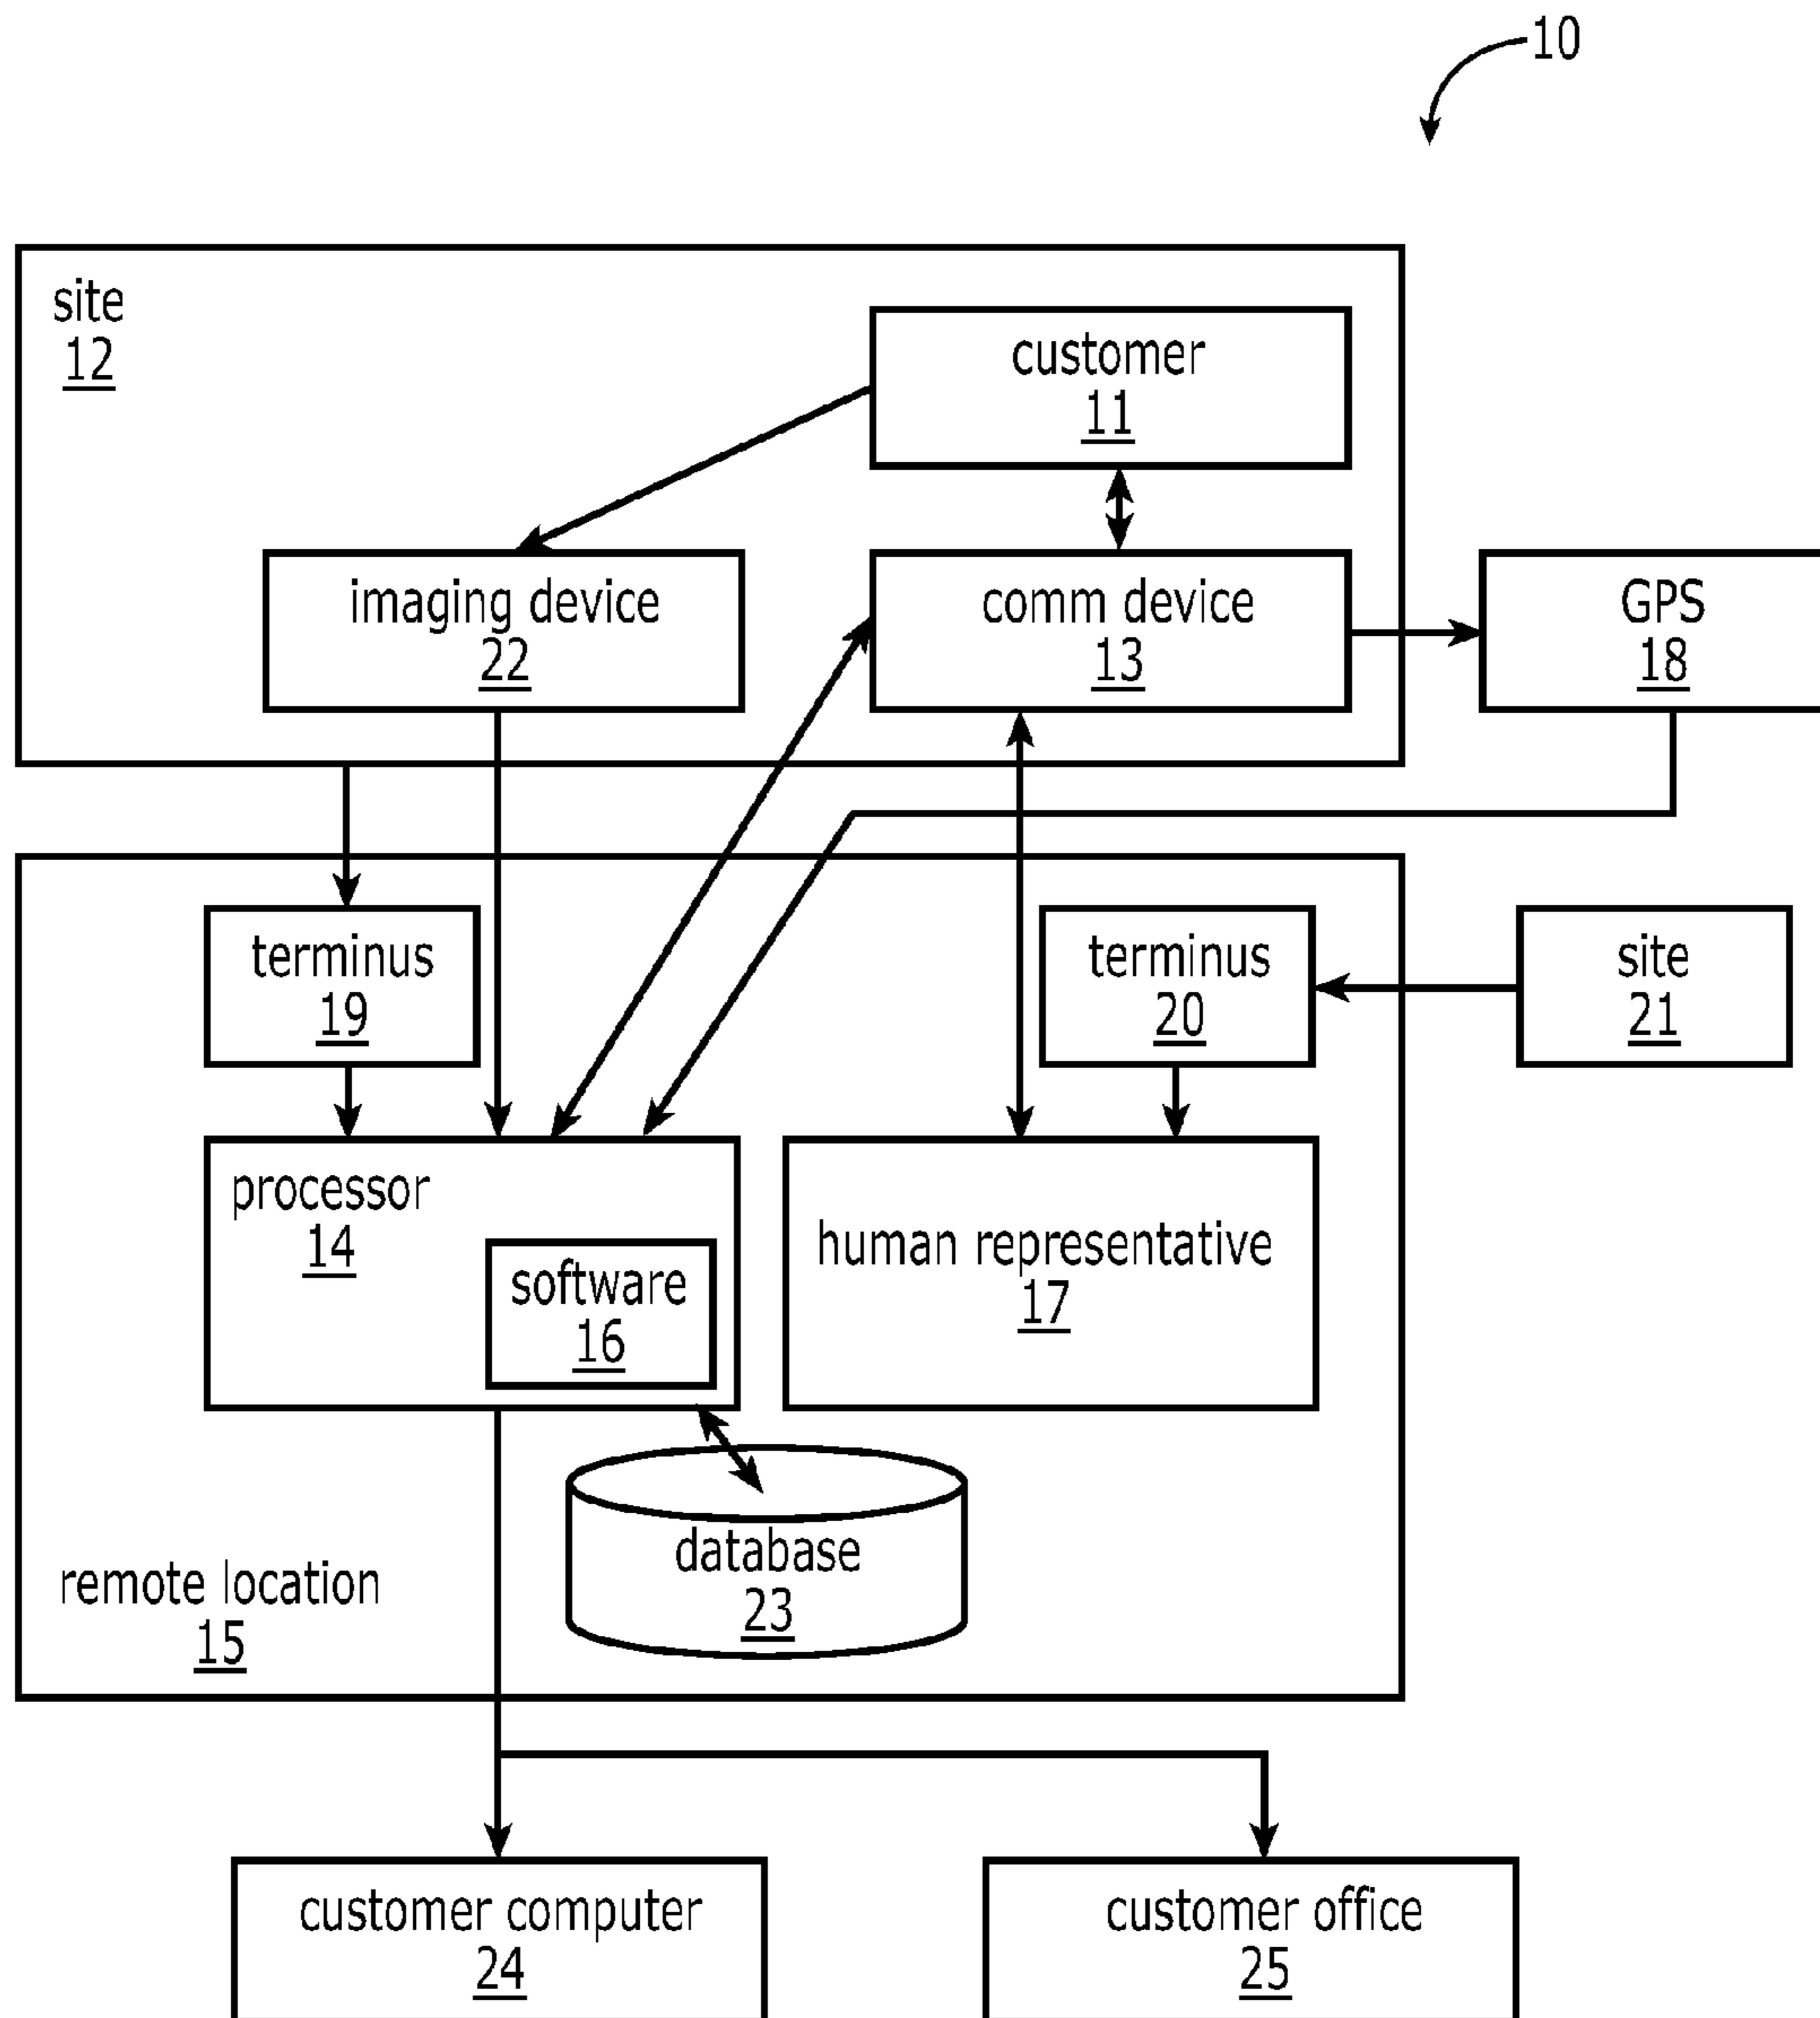 10
site
12
customer
11
imaging device
22
comm device
13
GPS
18
terminus
19
terminus
20
site
21
processor
14
software
16
human representative
17
database
23
remote location
15
customer computer
24
customer office
25